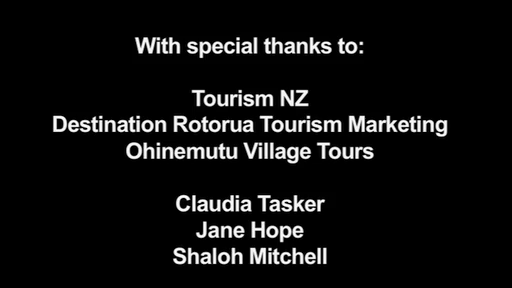 With special thanks to:
Tourism NZ
Destination Rotorua Tourism Marketing
Ohinemutu Village Tours
Claudia Tasker
Jane Hope
Shaloh Mitchell